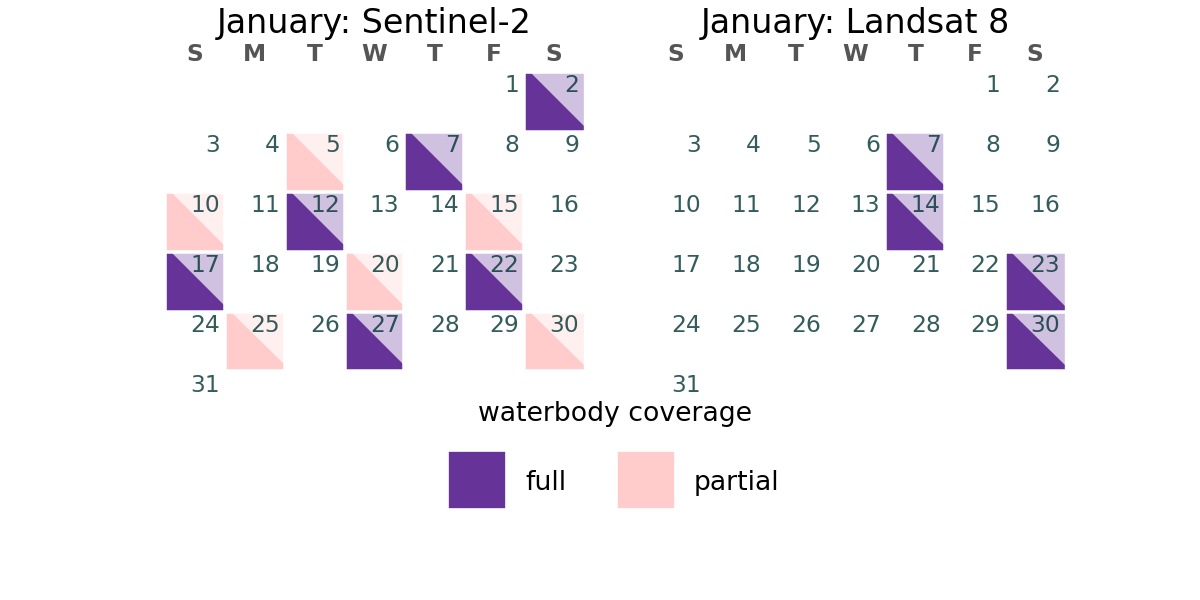 January: Sentinel-2
S M T W T F S
1 2
3 4 5 6 7 8 9
10 11 12 13 14 15 16
17 18 19 20 21 22 23
24 25 26 27 28 29 30
31
January: Landsat 8
S M T W T F S
1 2
3 4 5 6 7 8 9
10 11 12 13 14 15 16
17 18 19 20 21 22 23
24 25 26 27 28 29 30
31
waterbody coverage
full
partial